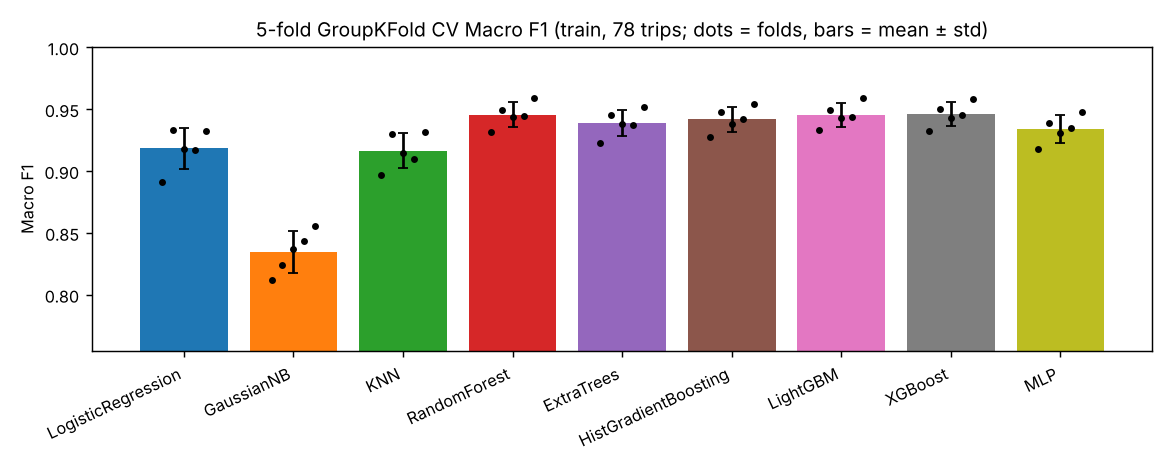 5-fold GroupKFold CV Macro F1 (train, 78 trips; dots = folds, bars = mean ± std)
1.00
0.95
0.90
0.85
0.80
Macro F1
LogisticRegression
GaussianNB
KNN
RandomForest
ExtraTrees
HistGradientBoosting
LightGBM
XGBoost
MLP